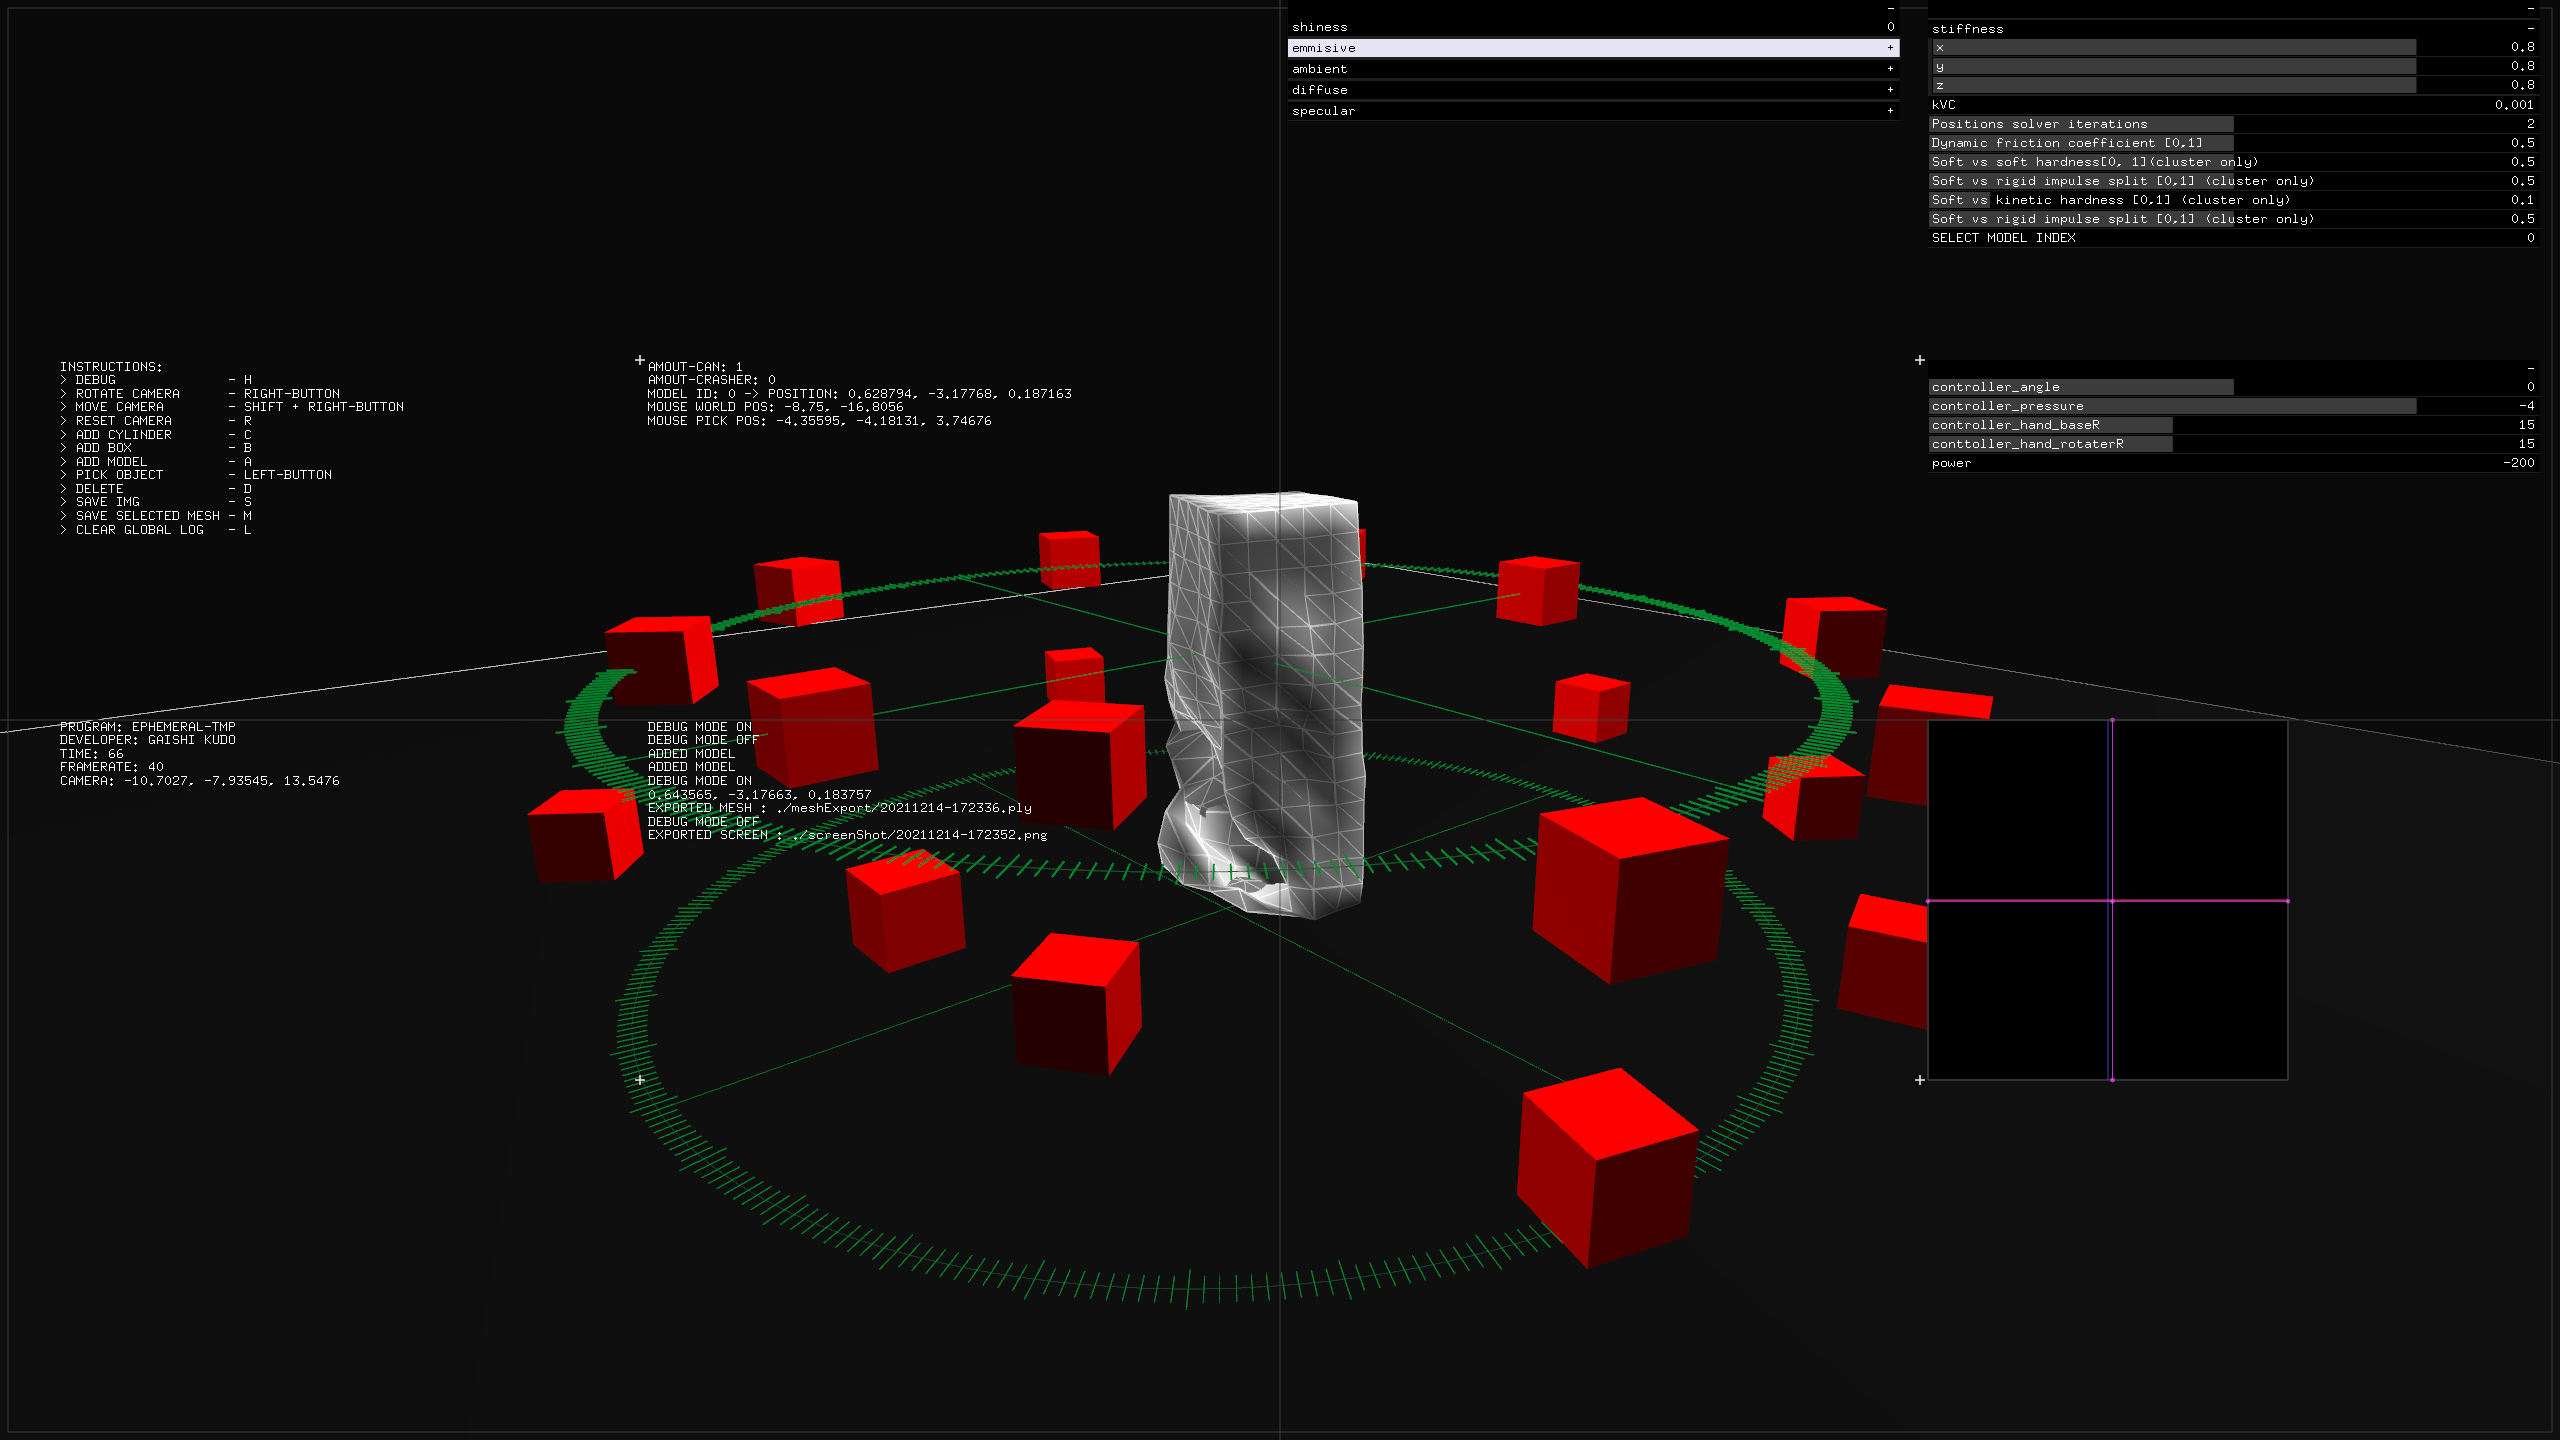 -
shiness 0
emmisive +
ambient +
diffuse +
specular +
-
stiffness -
x 0.8
y 0.8
z 0.8
kVC 0.001
Positions solver iterations 2
Dynamic friction coefficient [0,1] 0.5
Soft vs soft hardness[0, 1](cluster only) 0.5
Soft vs rigid impulse split [0,1] (cluster only) 0.5
Soft vs kinetic hardness [0,1] (cluster only) 0.1
Soft vs rigid impulse split [0,1] (cluster only) 0.5
SELECT MODEL INDEX 0
INSTRUCTIONS:
> DEBUG - H
> ROTATE CAMERA - RIGHT-BUTTON
> MOVE CAMERA - SHIFT + RIGHT-BUTTON
> RESET CAMERA - R
> ADD CYLINDER - C
> ADD BOX - B
> ADD MODEL - A
> PICK OBJECT - LEFT-BUTTON
> DELETE - D
> SAVE IMG - S
> SAVE SELECTED MESH - M
> CLEAR GLOBAL LOG - L
AMOUT-CAN: 1
AMOUT-CRASHER: 0
MODEL ID: 0 -> POSITION: 0.628794, -3.17768, 0.187163
MOUSE WORLD POS: -8.75, -16.8056
MOUSE PICK POS: -4.35595, -4.18131, 3.74676
-
controller_angle 0
controller_pressure -4
controller_hand_baseR 15
conttoller_hand_rotaterR 15
power -200
PROGRAM: EPHEMERAL-TMP
DEVELOPER: GAISHI KUDO
TIME: 66
FRAMERATE: 40
CAMERA: -10.7027, -7.93545, 13.5476
DEBUG MODE ON
DEBUG MODE OFF
ADDED MODEL
ADDED MODEL
DEBUG MODE ON
0.643565, -3.17663, 0.183757
EXPORTED MESH : ./meshExport/20211214-172336.ply
DEBUG MODE OFF
EXPORTED SCREEN : ./screenShot/20211214-172352.png